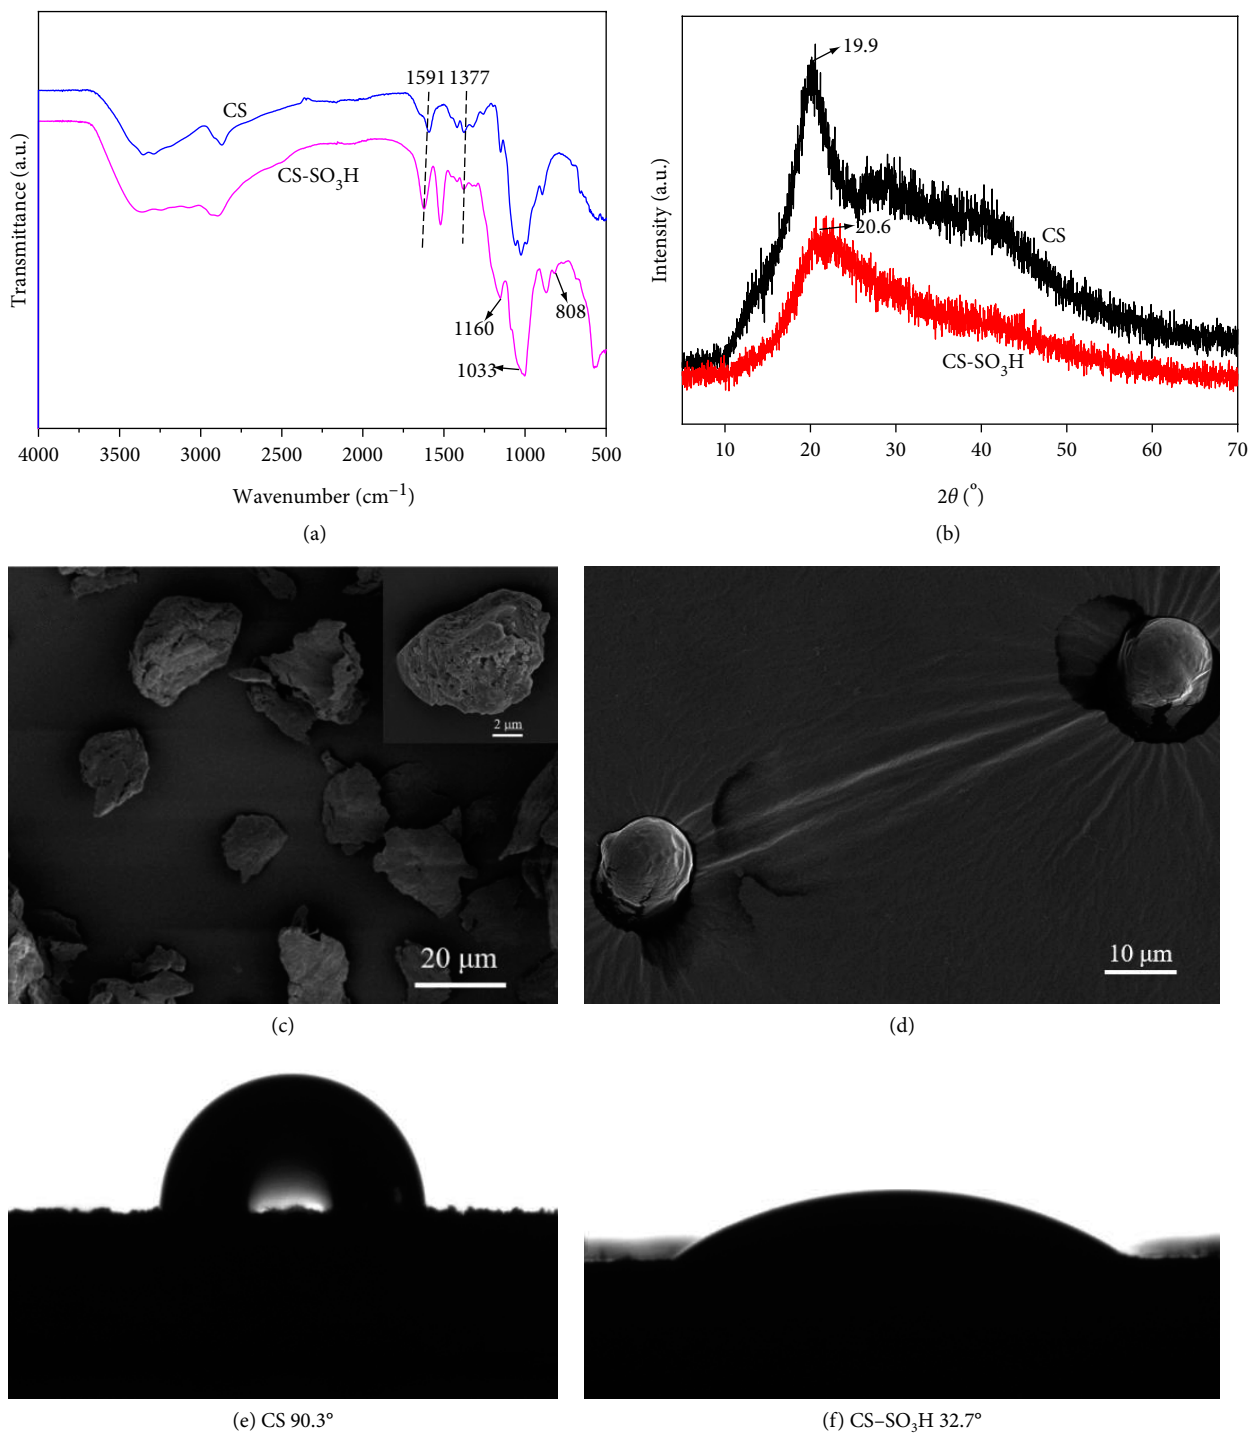 1591 1377
CS
CS-SO3H
1160
808
1033
Transmittance (a.u.)
4000 3500 3000 2500 2000 1500 1000 500
Wavenumber (cm−1)
(a)
19.9
20.6
CS
CS-SO3H
Intensity (a.u.)
10 20 30 40 50 60 70
2θ (°)
(b)
2 μm
20 μm
(c)
10 μm
(d)
(e) CS 90.3°
(f) CS–SO3H 32.7°